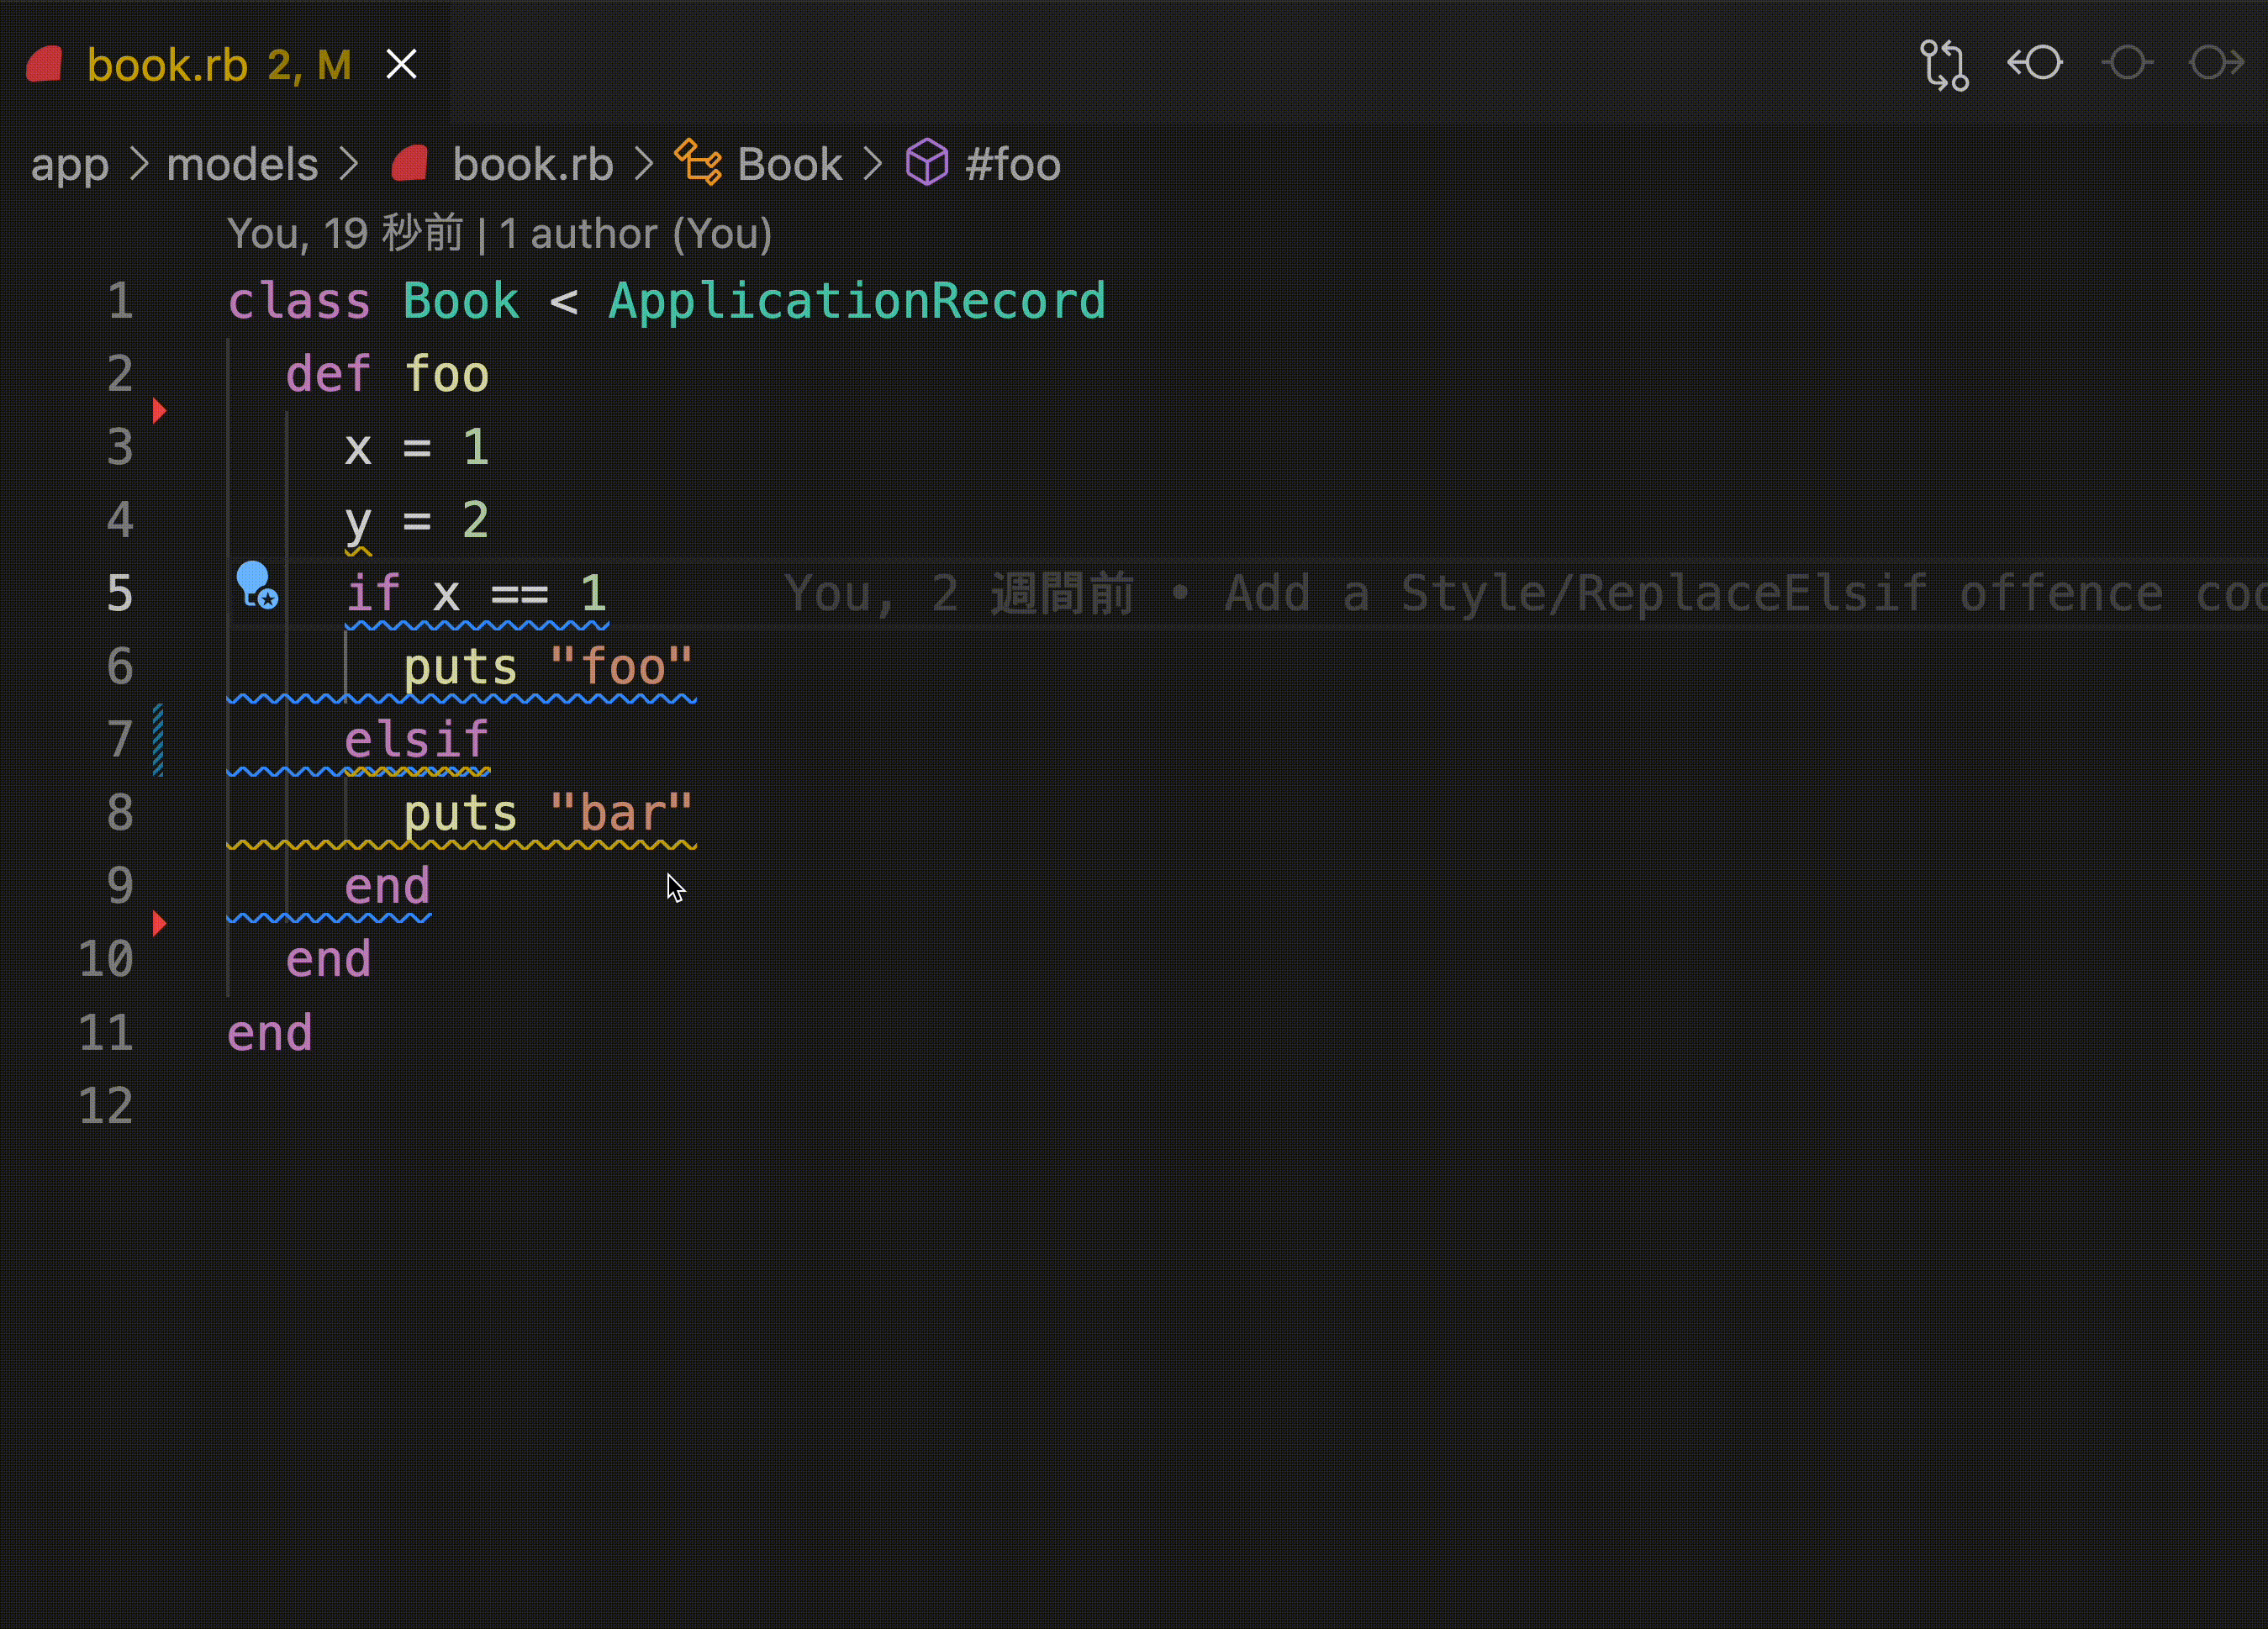 book.rb 2, M
app > models > book.rb > Book > #foo
You, 19 秒前 | 1 author (You)
1 class Book < ApplicationRecord
2 def foo
3 x = 1
4 y = 2
5 if x == 1 You, 2 週間前 • Add a Style/ReplaceElsif offence
6 puts "foo"
7 elsif
8 puts "bar"
9 end
10 end
11 end
12